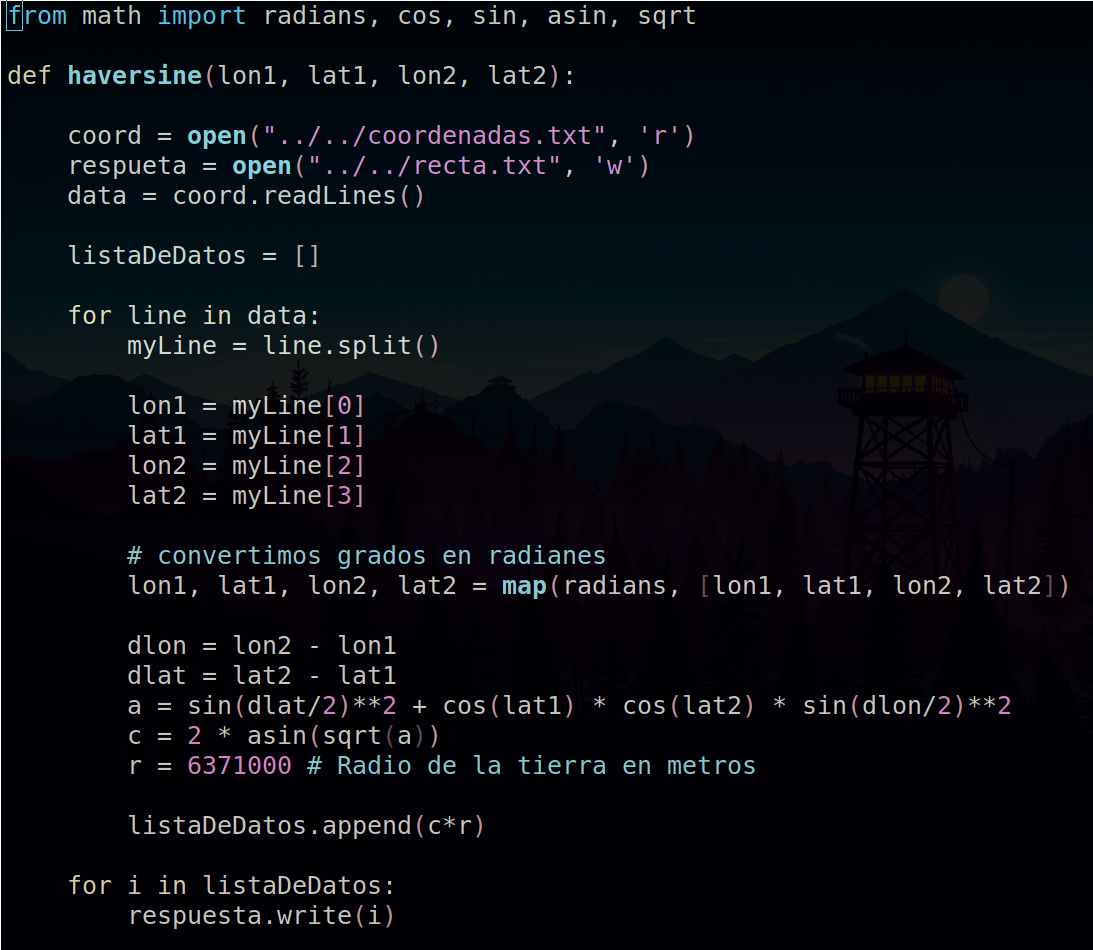 from math import radians, cos, sin, asin, sqrt
def haversine(lon1, lat1, lon2, lat2):
    coord = open("../../coordenadas.txt", 'r')
    respueta = open("../../recta.txt", 'w')
    data = coord.readLines()
    listaDeDatos = []
    for line in data:
        myLine = line.split()
        lon1 = myLine[0]
        lat1 = myLine[1]
        lon2 = myLine[2]
        lat2 = myLine[3]
        # convertimos grados en radianes
        lon1, lat1, lon2, lat2 = map(radians, [lon1, lat1, lon2, lat2])
        dlon = lon2 - lon1
        dlat = lat2 - lat1
        a = sin(dlat/2)**2 + cos(lat1) * cos(lat2) * sin(dlon/2)**2
        c = 2 * asin(sqrt(a))
        r = 6371000 # Radio de la tierra en metros
        listaDeDatos.append(c*r)
    for i in listaDeDatos:
        respuesta.write(i)